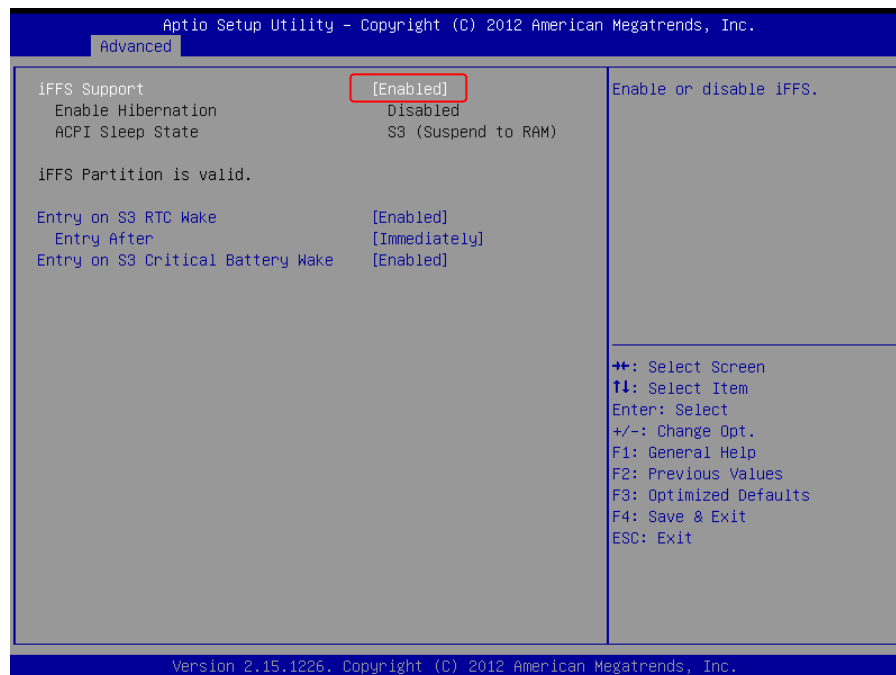 Aptio Setup Utility – Copyright (C) 2012 American Megatrends, Inc.
Advanced
iFFS Support [Enabled]
Enable Hibernation Disabled
ACPI Sleep State S3 (Suspend to RAM)
iFFS Partition is valid.
Entry on S3 RTC Wake [Enabled]
Entry After [Immediately]
Entry on S3 Critical Battery Wake [Enabled]
Enable or disable iFFS.
→←: Select Screen
↑↓: Select Item
Enter: Select
+/-: Change Opt.
F1: General Help
F2: Previous Values
F3: Optimized Defaults
F4: Save & Exit
ESC: Exit
Version 2.15.1226. Copyright (C) 2012 American Megatrends, Inc.